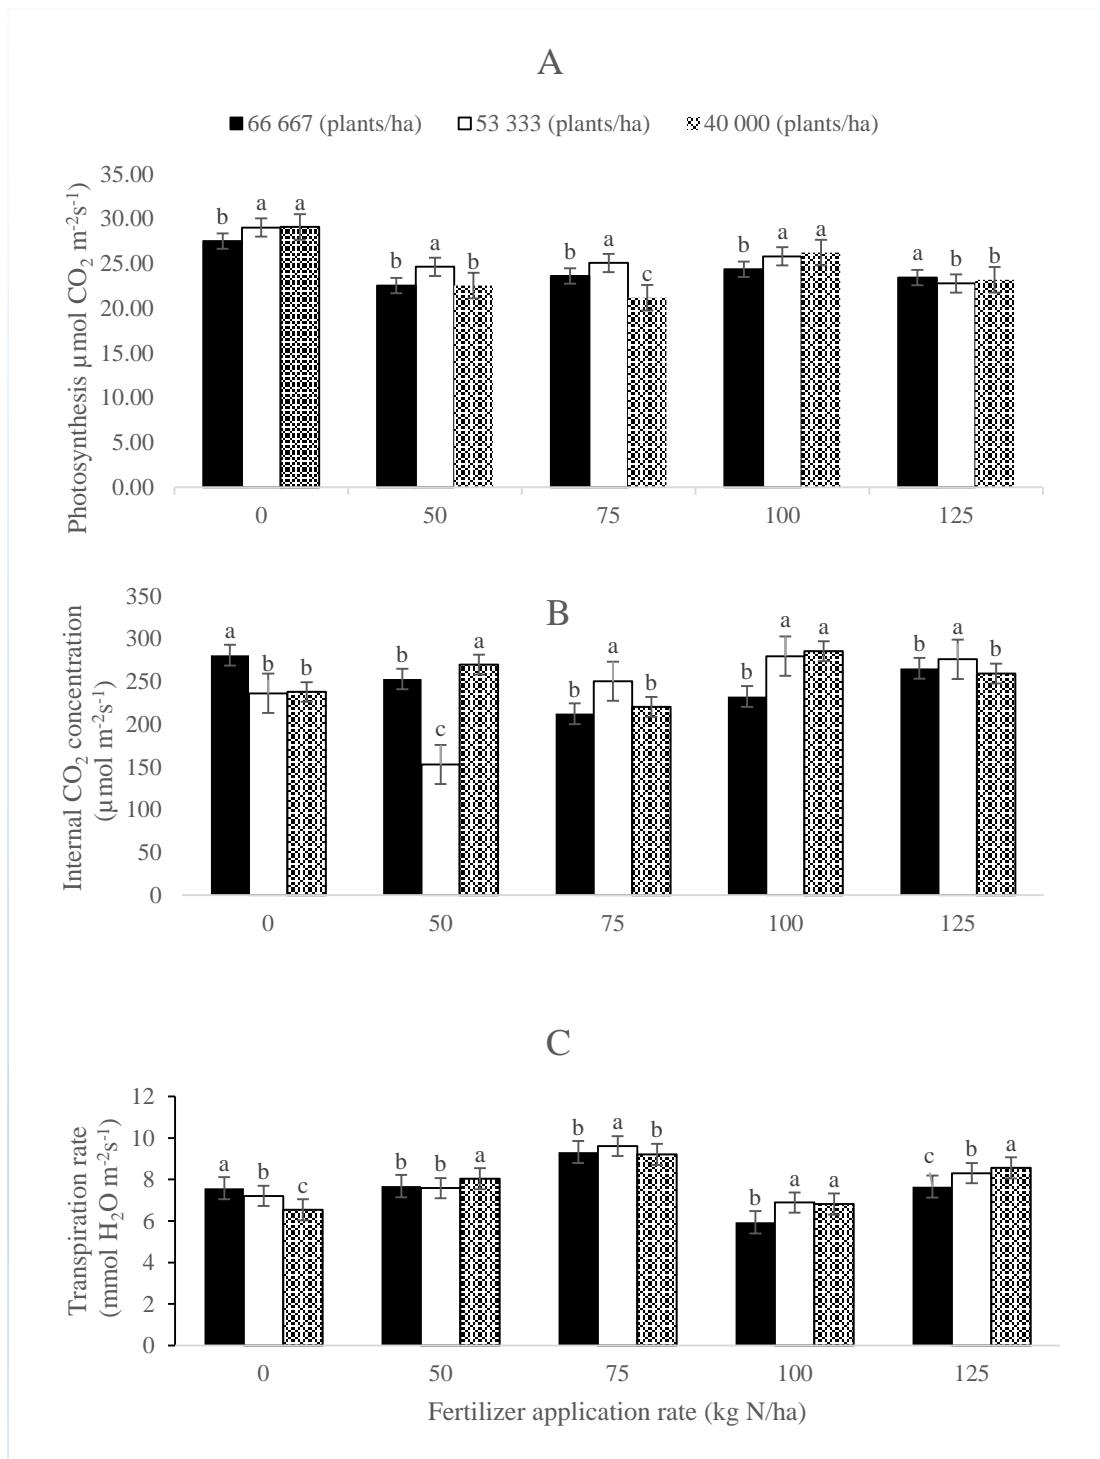 A
66 667 (plants/ha) 53 333 (plants/ha) 40 000 (plants/ha)
Photosynthesis µmol CO2 m-2s-1)
35.00
30.00
25.00
20.00
15.00
10.00
5.00
0.00
b a a
b a b
b a c
b a a
a b b
0 50 75 100 125
B
Internal CO2 concentration
(µmol m-2s-1)
350
300
250
200
150
100
50
0
a b b
b c a
b a b
b a a
b a b
0 50 75 100 125
C
Transpiration rate
(mmol H2O m-2s-1)
12
10
8
6
4
2
0
a b c
b b a
b a b
b a a
c b a
0 50 75 100 125
Fertilizer application rate (kg N/ha)